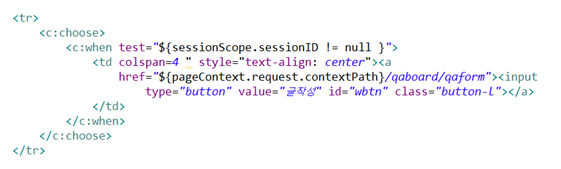 <tr>
<c:choose>
<c:when test="${sessionScope.sessionID != null }">
<td colspan=4 " style="text-align: center"><a
href="${pageContext.request.contextPath}/qaboard/qaform"><input
type="button" value="글작성" id="wbtn" class="button-l"></a>
</td>
</c:when>
</c:choose>
</tr>